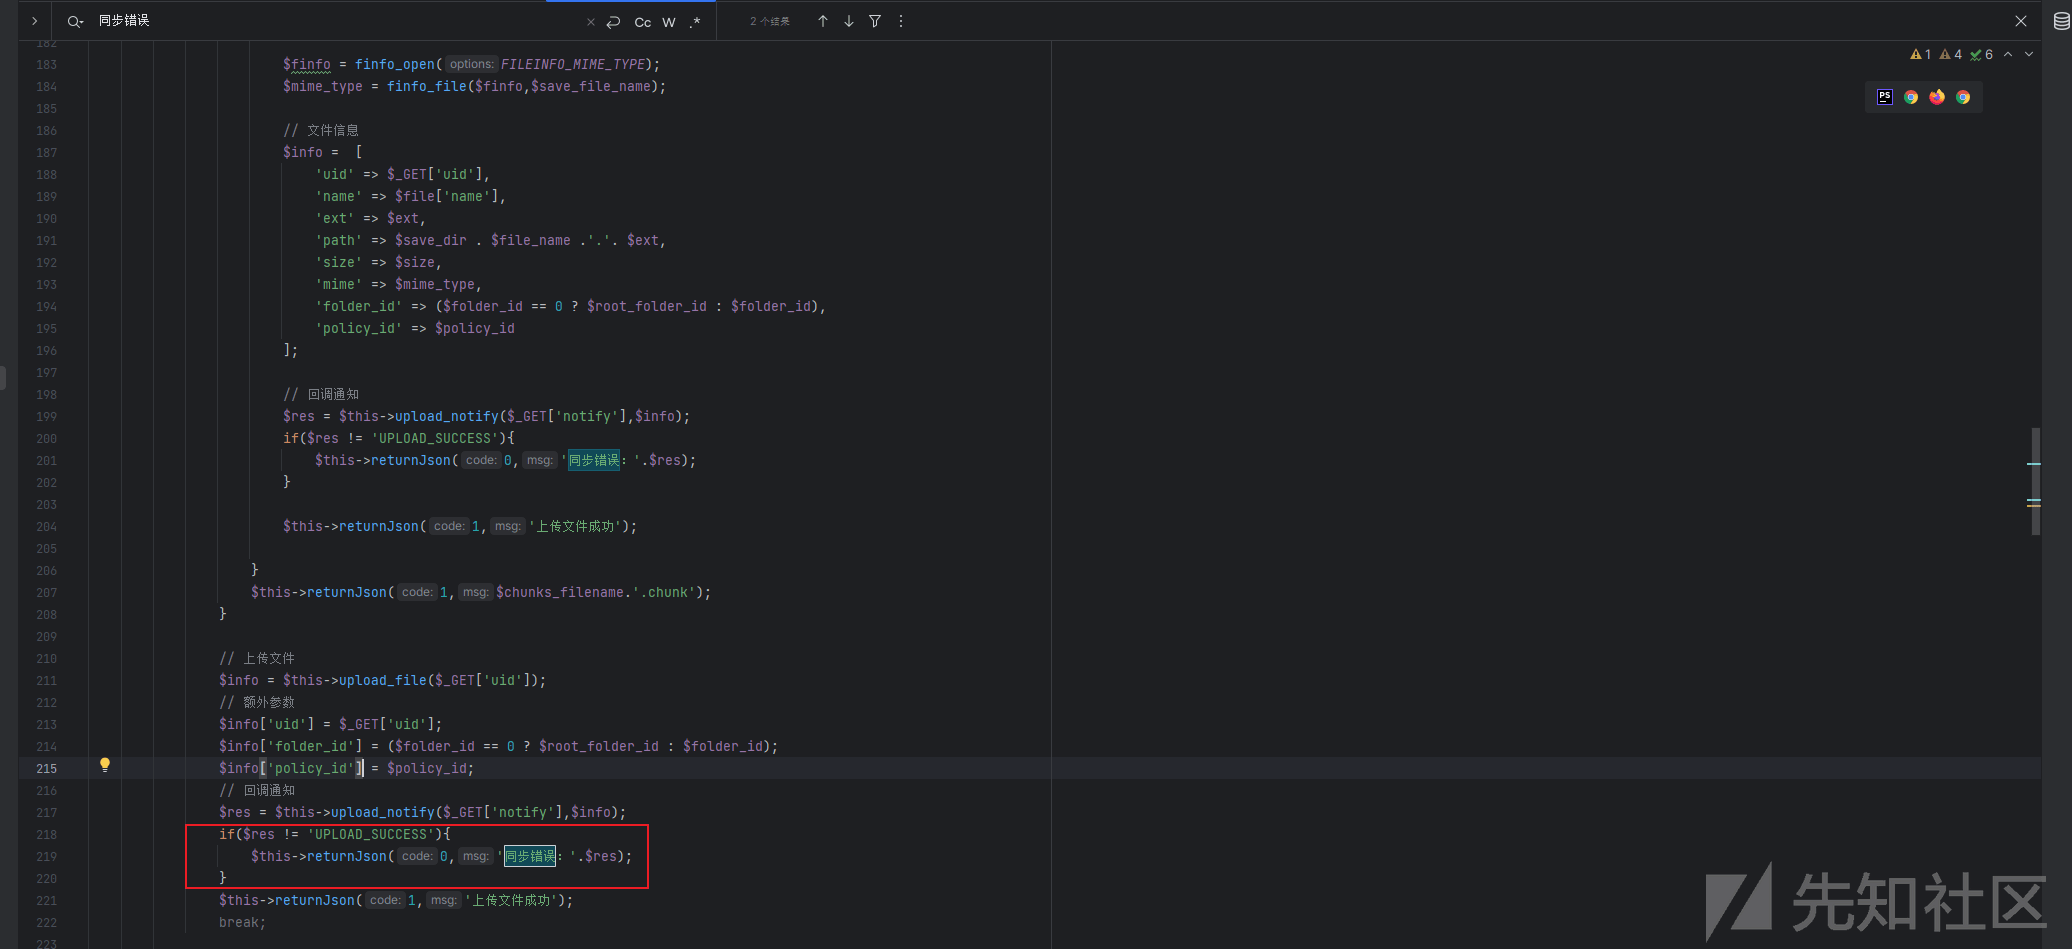 同步错误
Cc W .*
2 个结果
1 4 6
182
183 $finfo = finfo_open( options: FILEINFO_MIME_TYPE);
184 $mime_type = finfo_file($finfo,$save_file_name);
185
186 // 文件信息
187 $info =  [
188 'uid' => $_GET['uid'],
189 'name' => $file['name'],
190 'ext' => $ext,
191 'path' => $save_dir . $file_name .'.'. $ext,
192 'size' => $size,
193 'mime' => $mime_type,
194 'folder_id' => ($folder_id == 0 ? $root_folder_id : $folder_id),
195 'policy_id' => $policy_id
196 ];
197
198 // 回调通知
199 $res = $this->upload_notify($_GET['notify'],$info);
200 if($res != 'UPLOAD_SUCCESS'){
201 $this->returnJson( code: 0, msg: '同步错误：'.$res);
202 }
203
204 $this->returnJson( code: 1, msg: '上传文件成功');
205
206 }
207 $this->returnJson( code: 1, msg: $chunks_filename.'.chunk');
208 }
209
210 // 上传文件
211 $info = $this->upload_file($_GET['uid']);
212 // 额外参数
213 $info['uid'] = $_GET['uid'];
214 $info['folder_id'] = ($folder_id == 0 ? $root_folder_id : $folder_id);
215 $info['policy_id'] = $policy_id;
216 // 回调通知
217 $res = $this->upload_notify($_GET['notify'],$info);
218 if($res != 'UPLOAD_SUCCESS'){
219 $this->returnJson( code: 0, msg: '同步错误：'.$res);
220 }
221 $this->returnJson( code: 1, msg: '上传文件成功');
222 break;
223
PS
先知社区